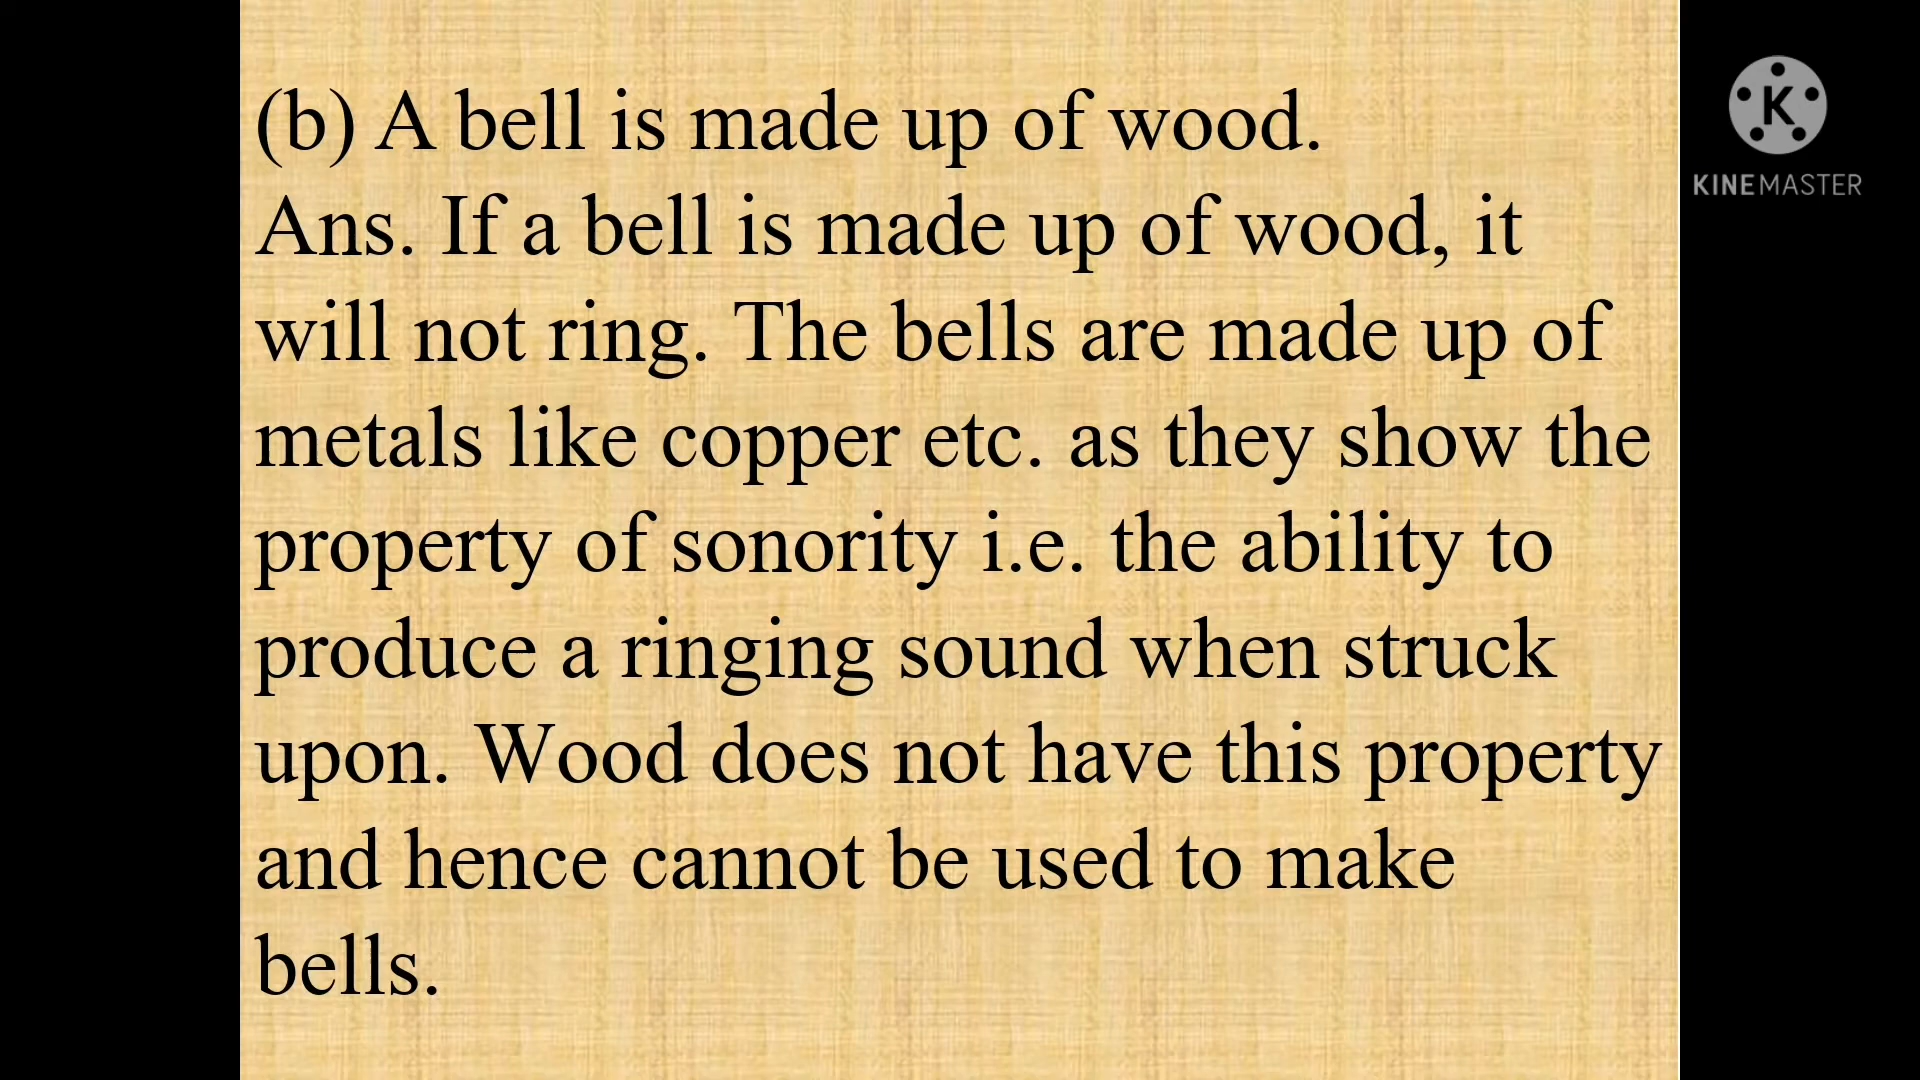 (b) A bell is made up of wood.
Ans. If a bell is made up of wood, it
will not ring. The bells are made up of
metals like copper etc. as they show the
property of sonority i.e. the ability to
produce a ringing sound when struck
upon. Wood does not have this property
and hence cannot be used to make
bells.
K
KINEMASTER